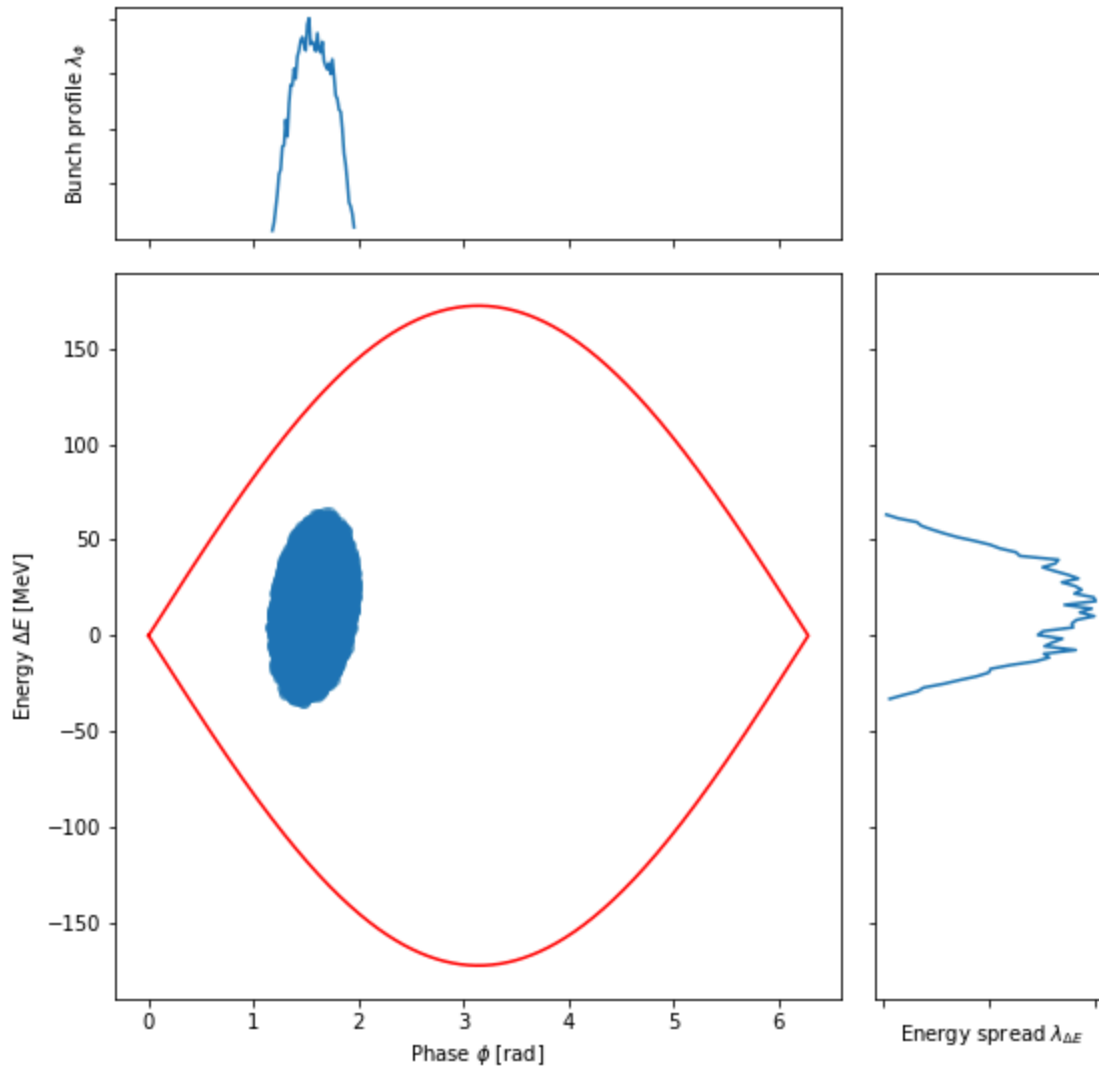 Bunch profile λ_ϕ
0 1 2 3 4 5 6
150
100
50
0
−50
−100
−150
Energy ΔE [MeV]
Phase ϕ [rad]
Energy spread λ_ΔE